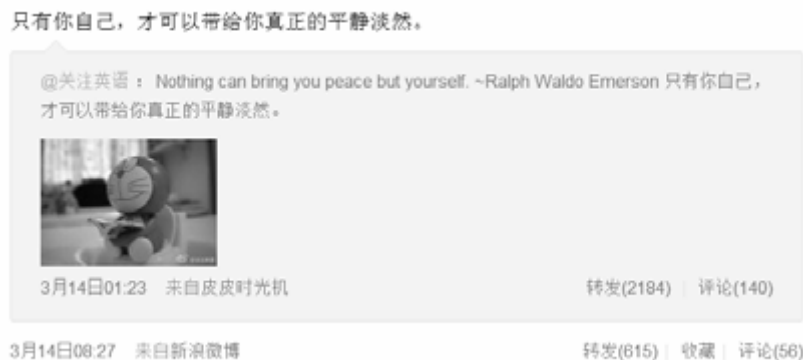 只有你自己，才可以带给你真正的平静淡然。
@关注英语：Nothing can bring you peace but yourself. ~Ralph Waldo Emerson 只有你自己，
才可以带给你真正的平静淡然。
3月14日01:23 来自皮皮时光机 转发(2184) 评论(140)
3月14日08:27 来自新浪微博 转发(615) 收藏 评论(56)